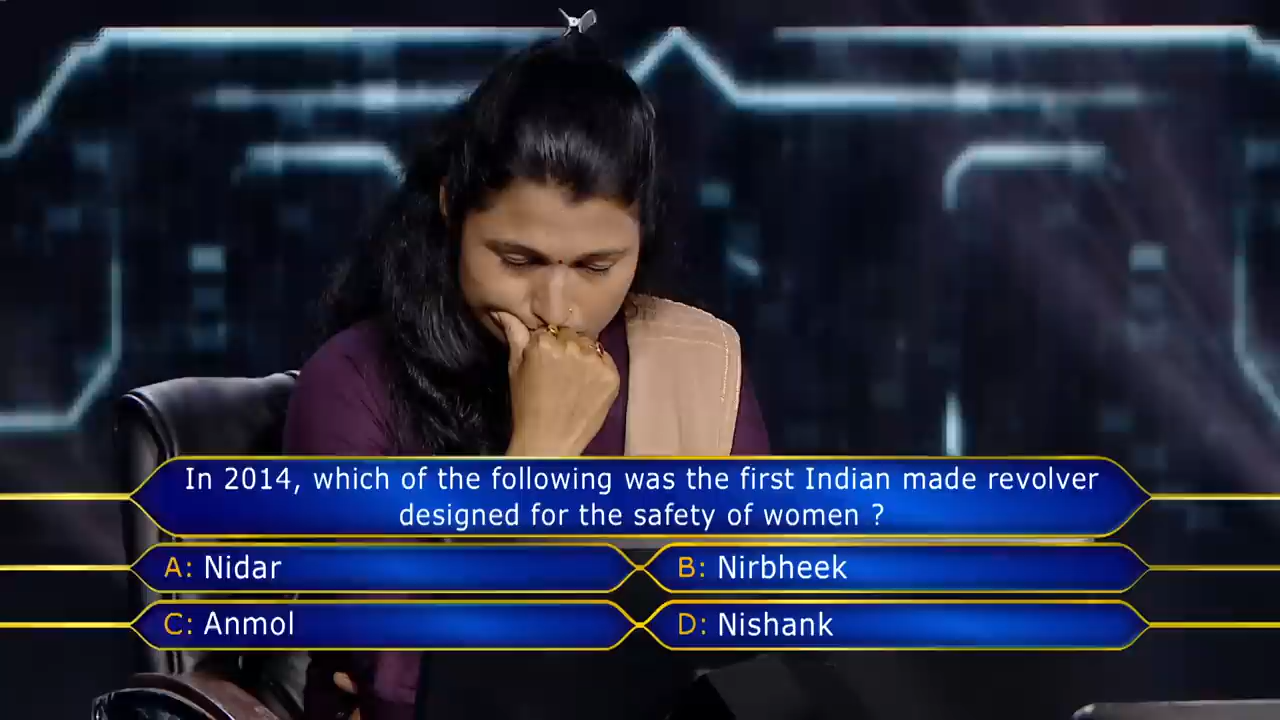 In 2014, which of the following was the first Indian made revolver
designed for the safety of women ?
A: Nidar
B: Nirbheek
C: Anmol
D: Nishank